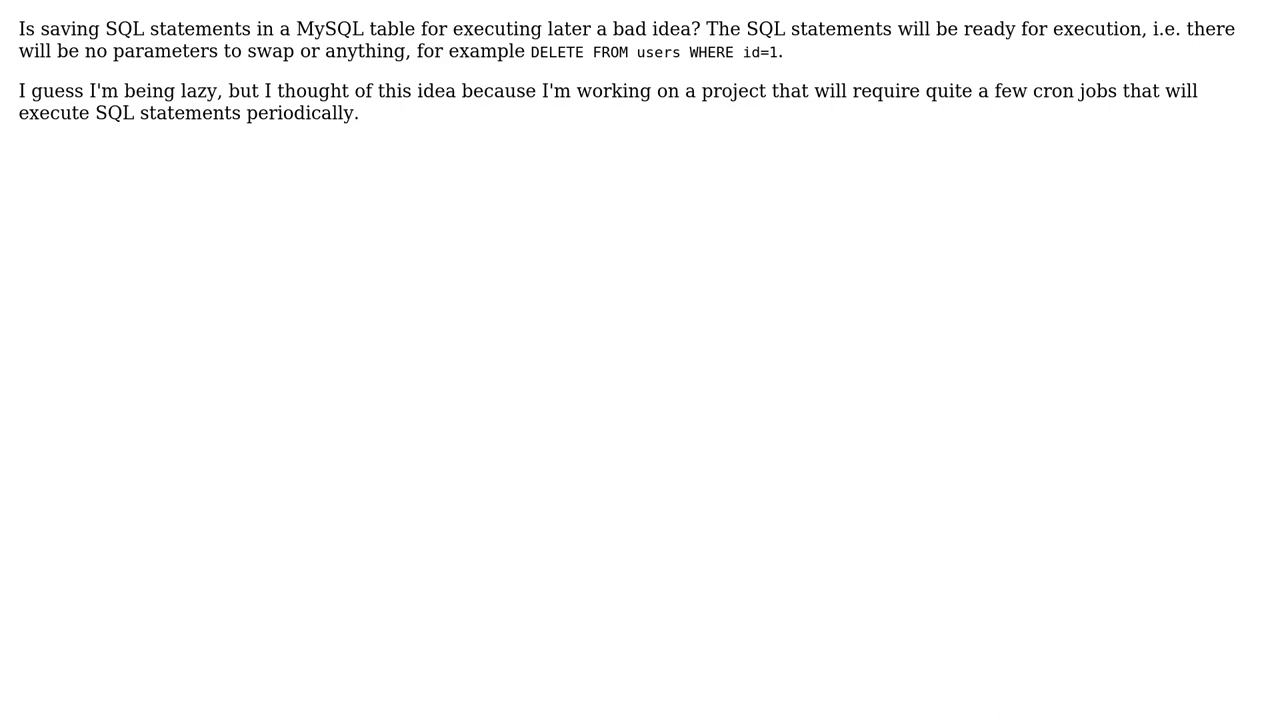 Is saving SQL statements in a MySQL table for executing later a bad idea? The SQL statements will be ready for execution, i.e. there
will be no parameters to swap or anything, for example DELETE FROM users WHERE id=1.
I guess I'm being lazy, but I thought of this idea because I'm working on a project that will require quite a few cron jobs that will
execute SQL statements periodically.